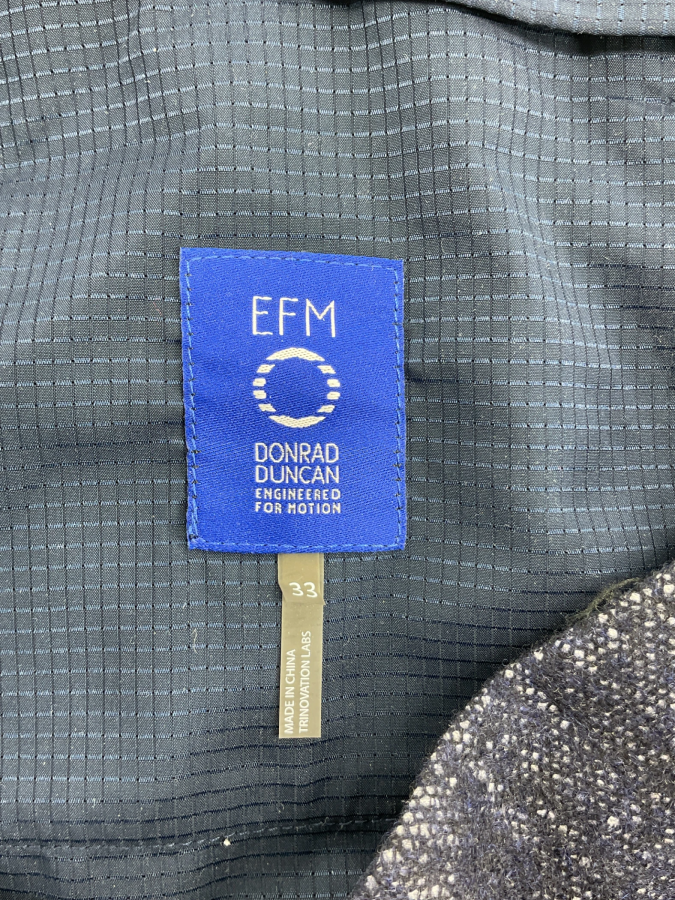 EFM
DONRAD
DUNCAN
ENGINEERED
FOR MOTION
33
MADE IN CHINA
TRINOVATION LABS